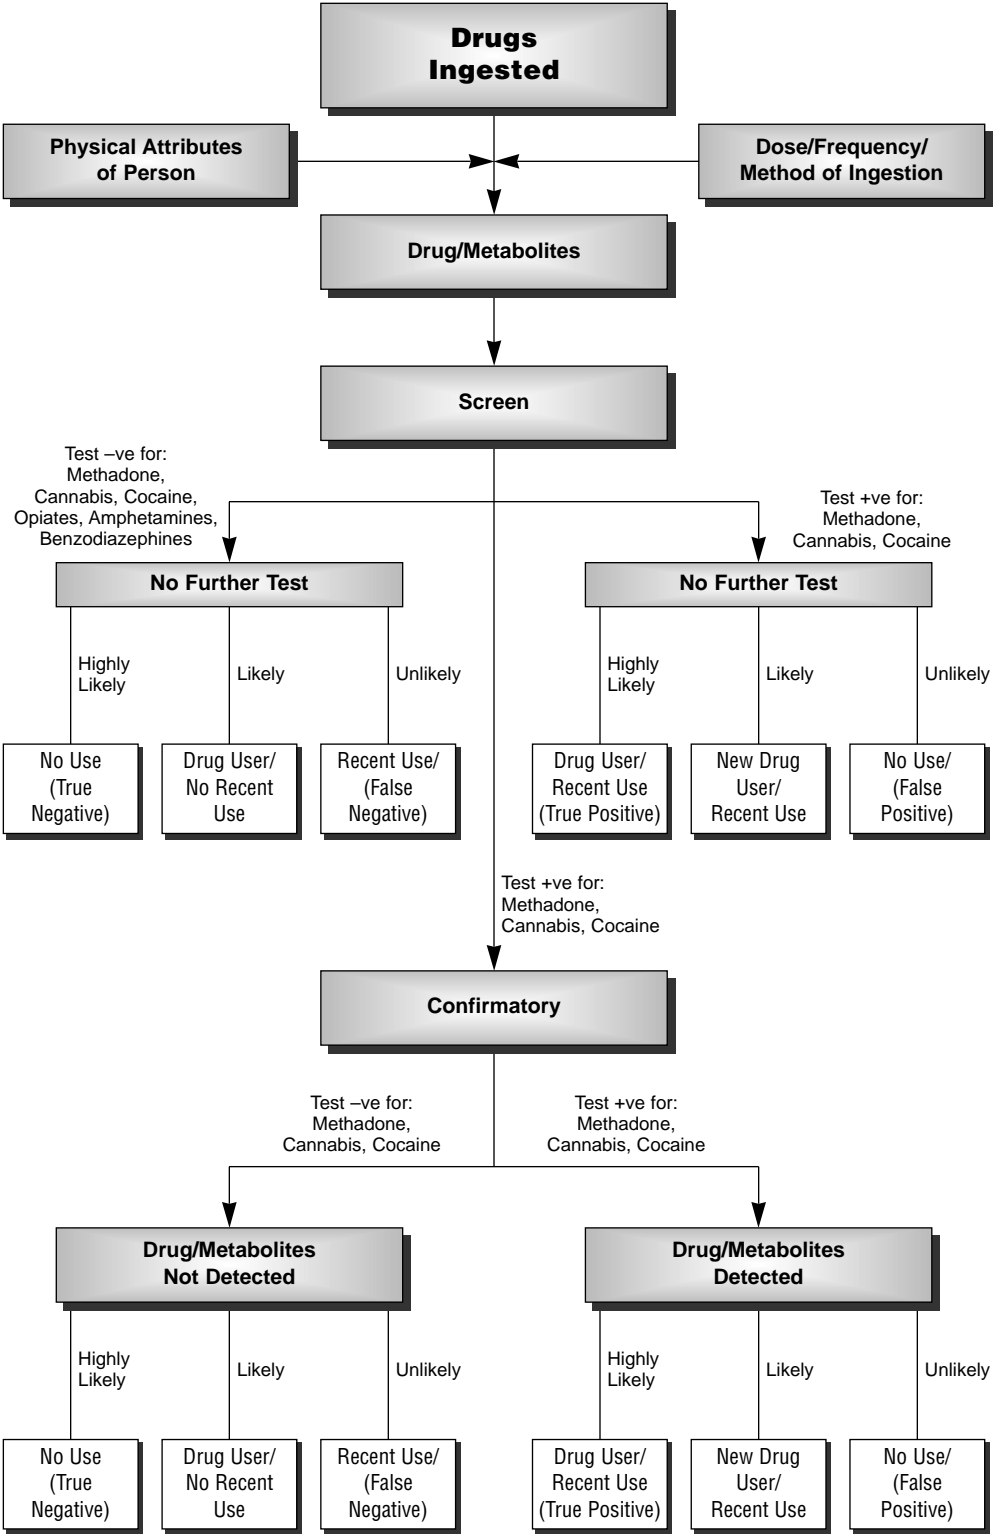 Drugs
Ingested
Physical Attributes
of Person
Dose/Frequency/
Method of Ingestion
Drug/Metabolites
Screen
Test –ve for:
Methadone,
Cannabis, Cocaine,
Opiates, Amphetamines,
Benzodiazephines
Test +ve for:
Methadone,
Cannabis, Cocaine
No Further Test
No Further Test
Highly
Likely
Likely
Unlikely
Highly
Likely
Likely
Unlikely
No Use
(True
Negative)
Drug User/
No Recent
Use
Recent Use/
(False
Negative)
Drug User/
Recent Use
(True Positive)
New Drug
User/
Recent Use
No Use/
(False
Positive)
Test +ve for:
Methadone,
Cannabis, Cocaine
Confirmatory
Test –ve for:
Methadone,
Cannabis, Cocaine
Test +ve for:
Methadone,
Cannabis, Cocaine
Drug/Metabolites
Not Detected
Drug/Metabolites
Detected
Highly
Likely
Likely
Unlikely
Highly
Likely
Likely
Unlikely
No Use
(True
Negative)
Drug User/
No Recent
Use
Recent Use/
(False
Negative)
Drug User/
Recent Use
(True Positive)
New Drug
User/
Recent Use
No Use/
(False
Positive)